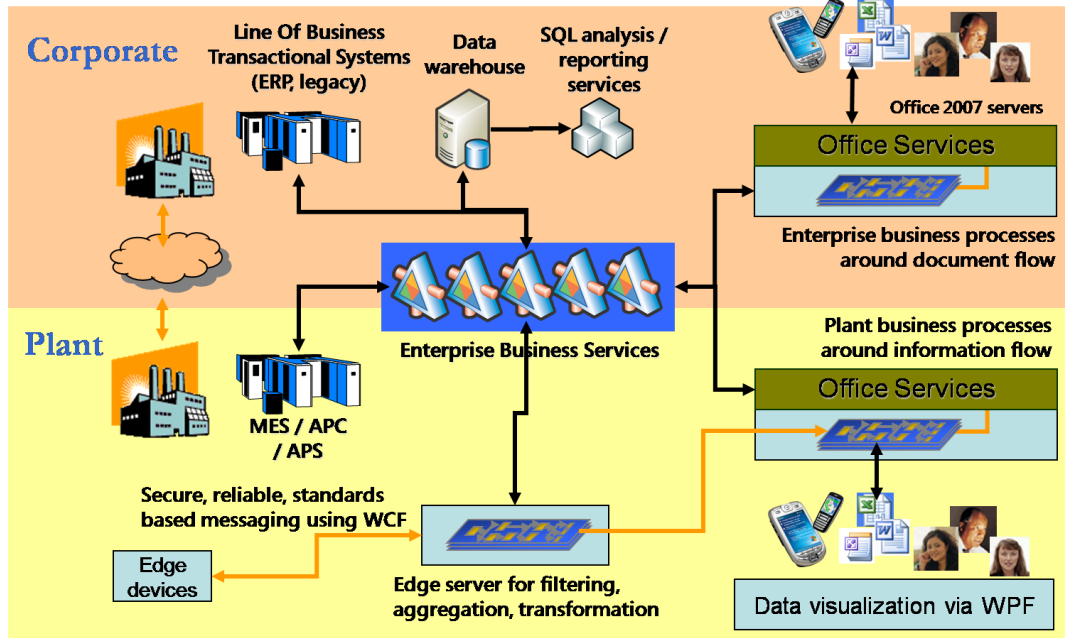 Corporate
Line Of Business
Transactional Systems
(ERP, legacy)
Data
warehouse
SQL analysis /
reporting
services
Office 2007 servers
Office Services
Enterprise business processes
around document flow
Plant
Enterprise Business Services
Plant business processes
around information flow
Office Services
MES / APC
/ APS
Secure, reliable, standards
based messaging using WCF
Edge
devices
Edge server for filtering,
aggregation, transformation
Data visualization via WPF